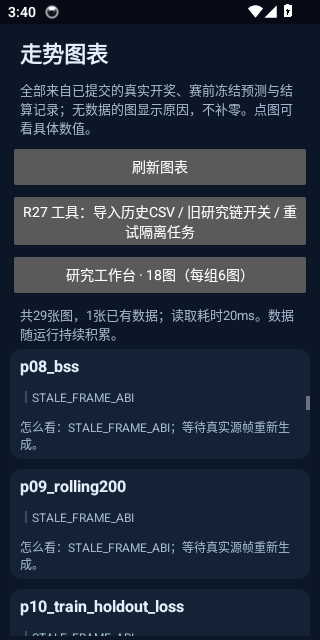 3:40
走势图表
全部来自已提交的真实开奖、赛前冻结预测与结
算记录；无数据的图显示原因，不补零。点图可
看具体数值。
刷新图表
R27 工具：导入历史CSV / 旧研究链开关 / 重
试隔离任务
研究工作台 · 18图（每组6图）
共29张图，1张已有数据；读取耗时20ms。数据
随运行持续积累。
p08_bss
｜STALE_FRAME_ABI
怎么看：STALE_FRAME_ABI；等待真实源帧重新生
成。
p09_rolling200
｜STALE_FRAME_ABI
怎么看：STALE_FRAME_ABI；等待真实源帧重新生
成。
p10_train_holdout_loss